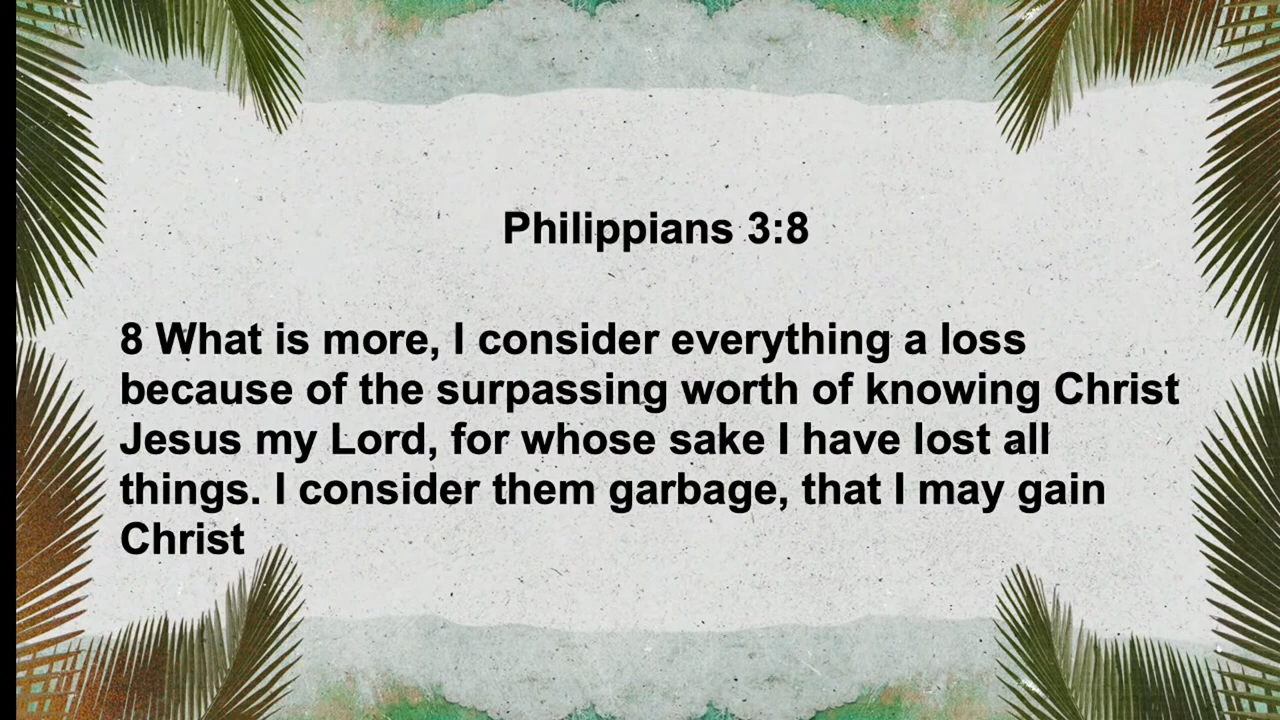 Philippians 3:8
8 What is more, I consider everything a loss
because of the surpassing worth of knowing Christ
Jesus my Lord, for whose sake I have lost all
things. I consider them garbage, that I may gain
Christ